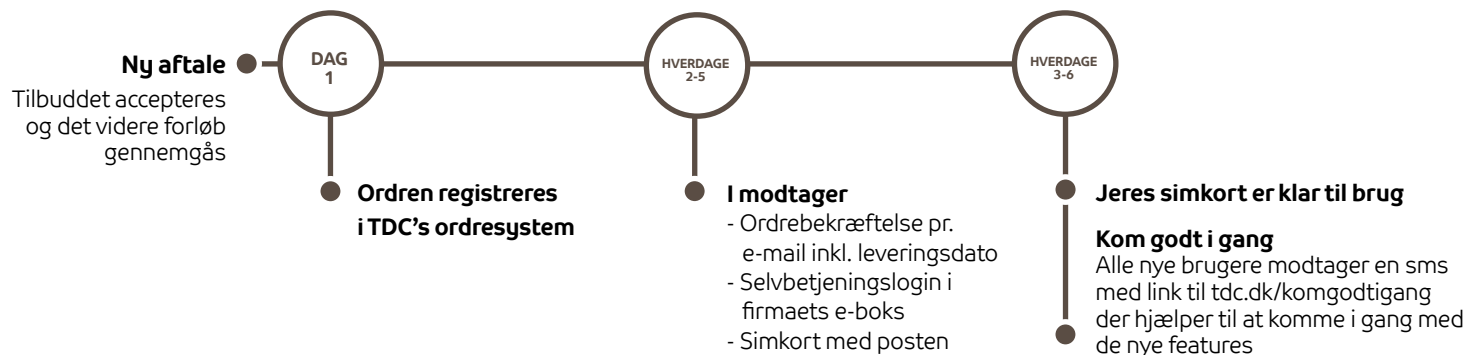 Ny aftale
Tilbuddet accepteres
og det videre forløb
gennemgås
DAG
1
Ordren registreres
i TDC's ordresystem
HVERDAGE
2-5
I modtager
- Ordrebekræftelse pr.
e-mail inkl. leveringsdato
- Selvbetjeningslogin i
firmaets e-boks
- Simkort med posten
HVERDAGE
3-6
Jeres simkort er klar til brug
Kom godt i gang
Alle nye brugere modtager en sms
med link til tdc.dk/komgodtigang
der hjælper til at komme i gang med
de nye features